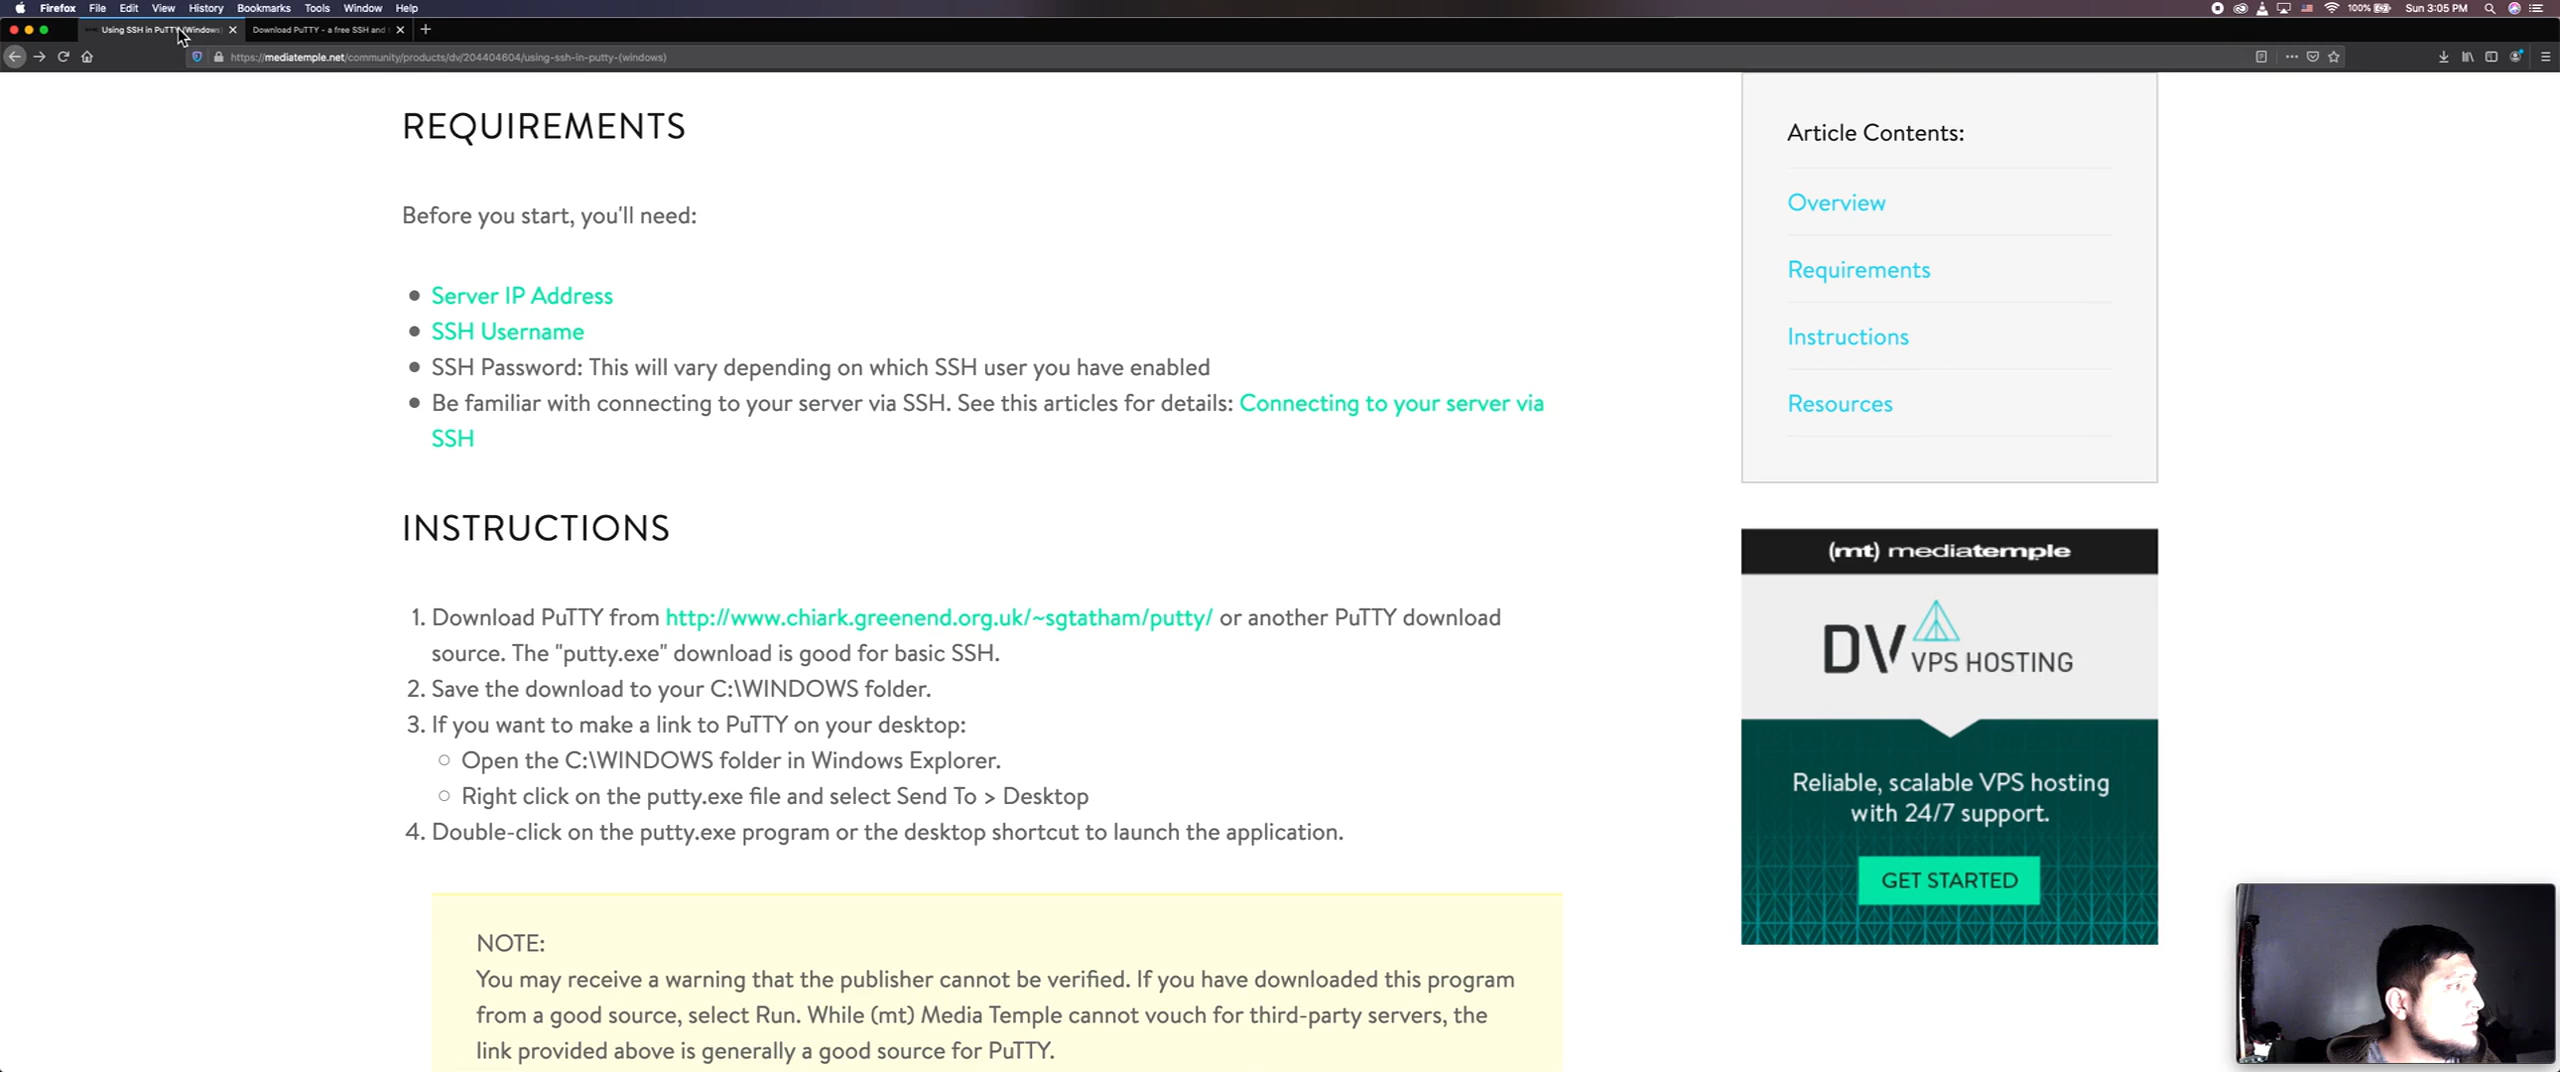 Firefox File Edit View History Bookmarks Tools Window Help 100% Sun 3:05 PM
Using SSH in PuTTY (Windows Download PuTTY - a free SSH and
https://mediatemple.net/community/products/dv/204404604/using-ssh-in-putty-(windows)
REQUIREMENTS
Before you start, you'll need:
Server IP Address
SSH Username
SSH Password: This will vary depending on which SSH user you have enabled
Be familiar with connecting to your server via SSH. See this articles for details: Connecting to your server via
SSH
INSTRUCTIONS
1. Download PuTTY from http://www.chiark.greenend.org.uk/~sgtatham/putty/ or another PuTTY download
source. The "putty.exe" download is good for basic SSH.
2. Save the download to your C:\WINDOWS folder.
3. If you want to make a link to PuTTY on your desktop:
Open the C:\WINDOWS folder in Windows Explorer.
Right click on the putty.exe file and select Send To > Desktop
4. Double-click on the putty.exe program or the desktop shortcut to launch the application.
NOTE:
You may receive a warning that the publisher cannot be verified. If you have downloaded this program
from a good source, select Run. While (mt) Media Temple cannot vouch for third-party servers, the
link provided above is generally a good source for PuTTY.
Article Contents:
Overview
Requirements
Instructions
Resources
(mt) mediatemple
DV VPS HOSTING
Reliable, scalable VPS hosting
with 24/7 support.
GET STARTED